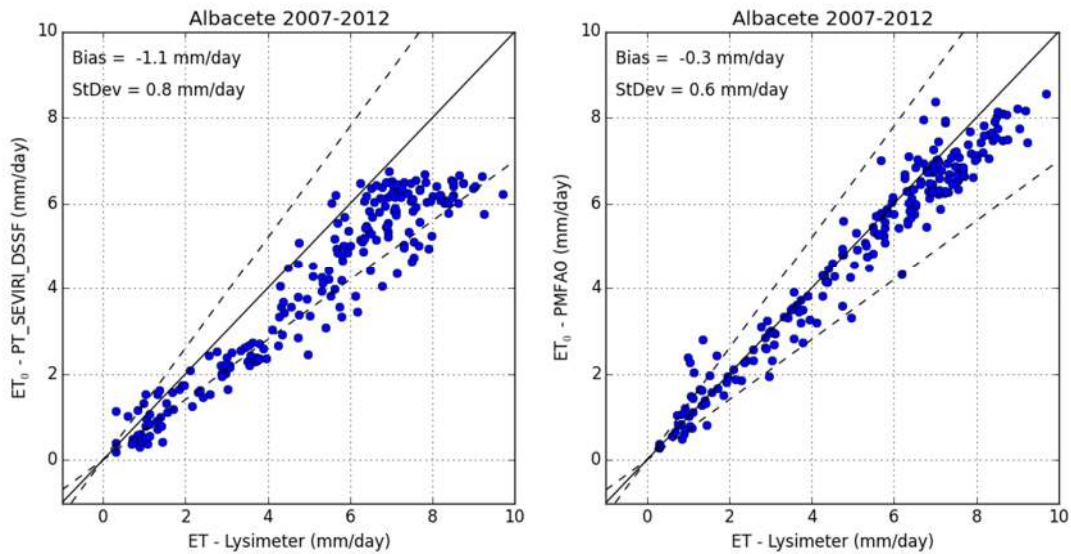 Albacete 2007-2012
Bias = -1.1 mm/day
StDev = 0.8 mm/day
ET₀ - PT_SEVIRI_DSSF (mm/day)
10
8
6
4
2
0
0 2 4 6 8 10
ET - Lysimeter (mm/day)
Albacete 2007-2012
Bias = -0.3 mm/day
StDev = 0.6 mm/day
ET₀ - PMFAO (mm/day)
10
8
6
4
2
0
0 2 4 6 8 10
ET - Lysimeter (mm/day)